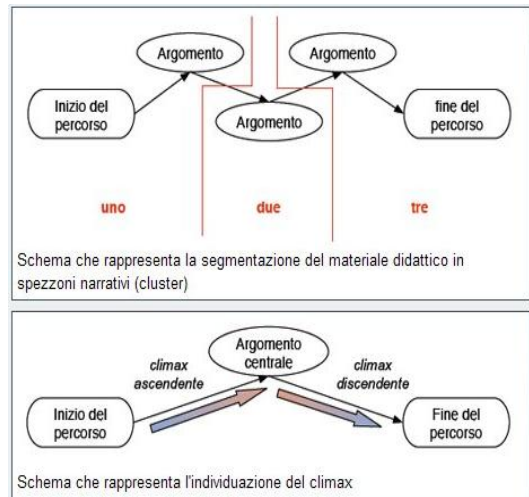 Argomento
Argomento
Inizio del
percorso
Argomento
fine del
percorso
uno
due
tre
Schema che rappresenta la segmentazione del materiale didattico in
spezzoni narrativi (cluster)
Argomento
centrale
climax
ascendente
climax
discendente
Inizio del
percorso
Fine del
percorso
Schema che rappresenta l'individuazione del climax